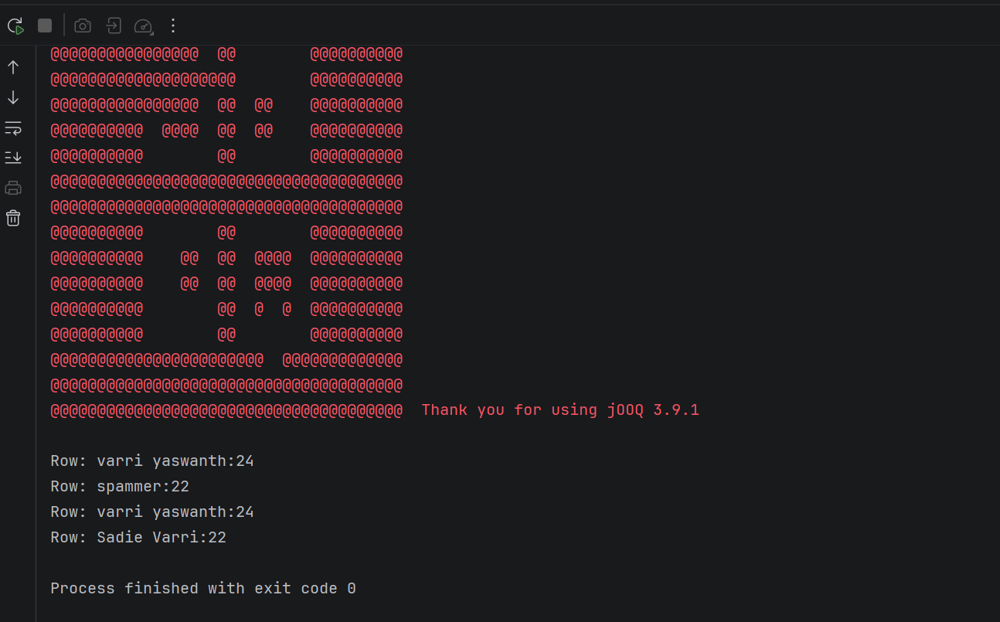 @@@@@@@@@@@@@@@@  @@        @@@@@@@@@@
@@@@@@@@@@@@@@@@@@@@        @@@@@@@@@@
@@@@@@@@@@@@@@@@  @@  @@    @@@@@@@@@@
@@@@@@@@@@  @@@@  @@  @@    @@@@@@@@@@
@@@@@@@@@@        @@        @@@@@@@@@@
@@@@@@@@@@@@@@@@@@@@@@@@@@@@@@@@@@@@@@
@@@@@@@@@@@@@@@@@@@@@@@@@@@@@@@@@@@@@@
@@@@@@@@@@        @@        @@@@@@@@@@
@@@@@@@@@@    @@  @@  @@@@  @@@@@@@@@@
@@@@@@@@@@    @@  @@  @@@@  @@@@@@@@@@
@@@@@@@@@@        @@  @  @  @@@@@@@@@@
@@@@@@@@@@        @@        @@@@@@@@@@
@@@@@@@@@@@@@@@@@@@@@@@  @@@@@@@@@@@@@
@@@@@@@@@@@@@@@@@@@@@@@@@@@@@@@@@@@@@@
@@@@@@@@@@@@@@@@@@@@@@@@@@@@@@@@@@@@@@  Thank you for using jOOQ 3.9.1
Row: varri yaswanth:24
Row: spammer:22
Row: varri yaswanth:24
Row: Sadie Varri:22
Process finished with exit code 0